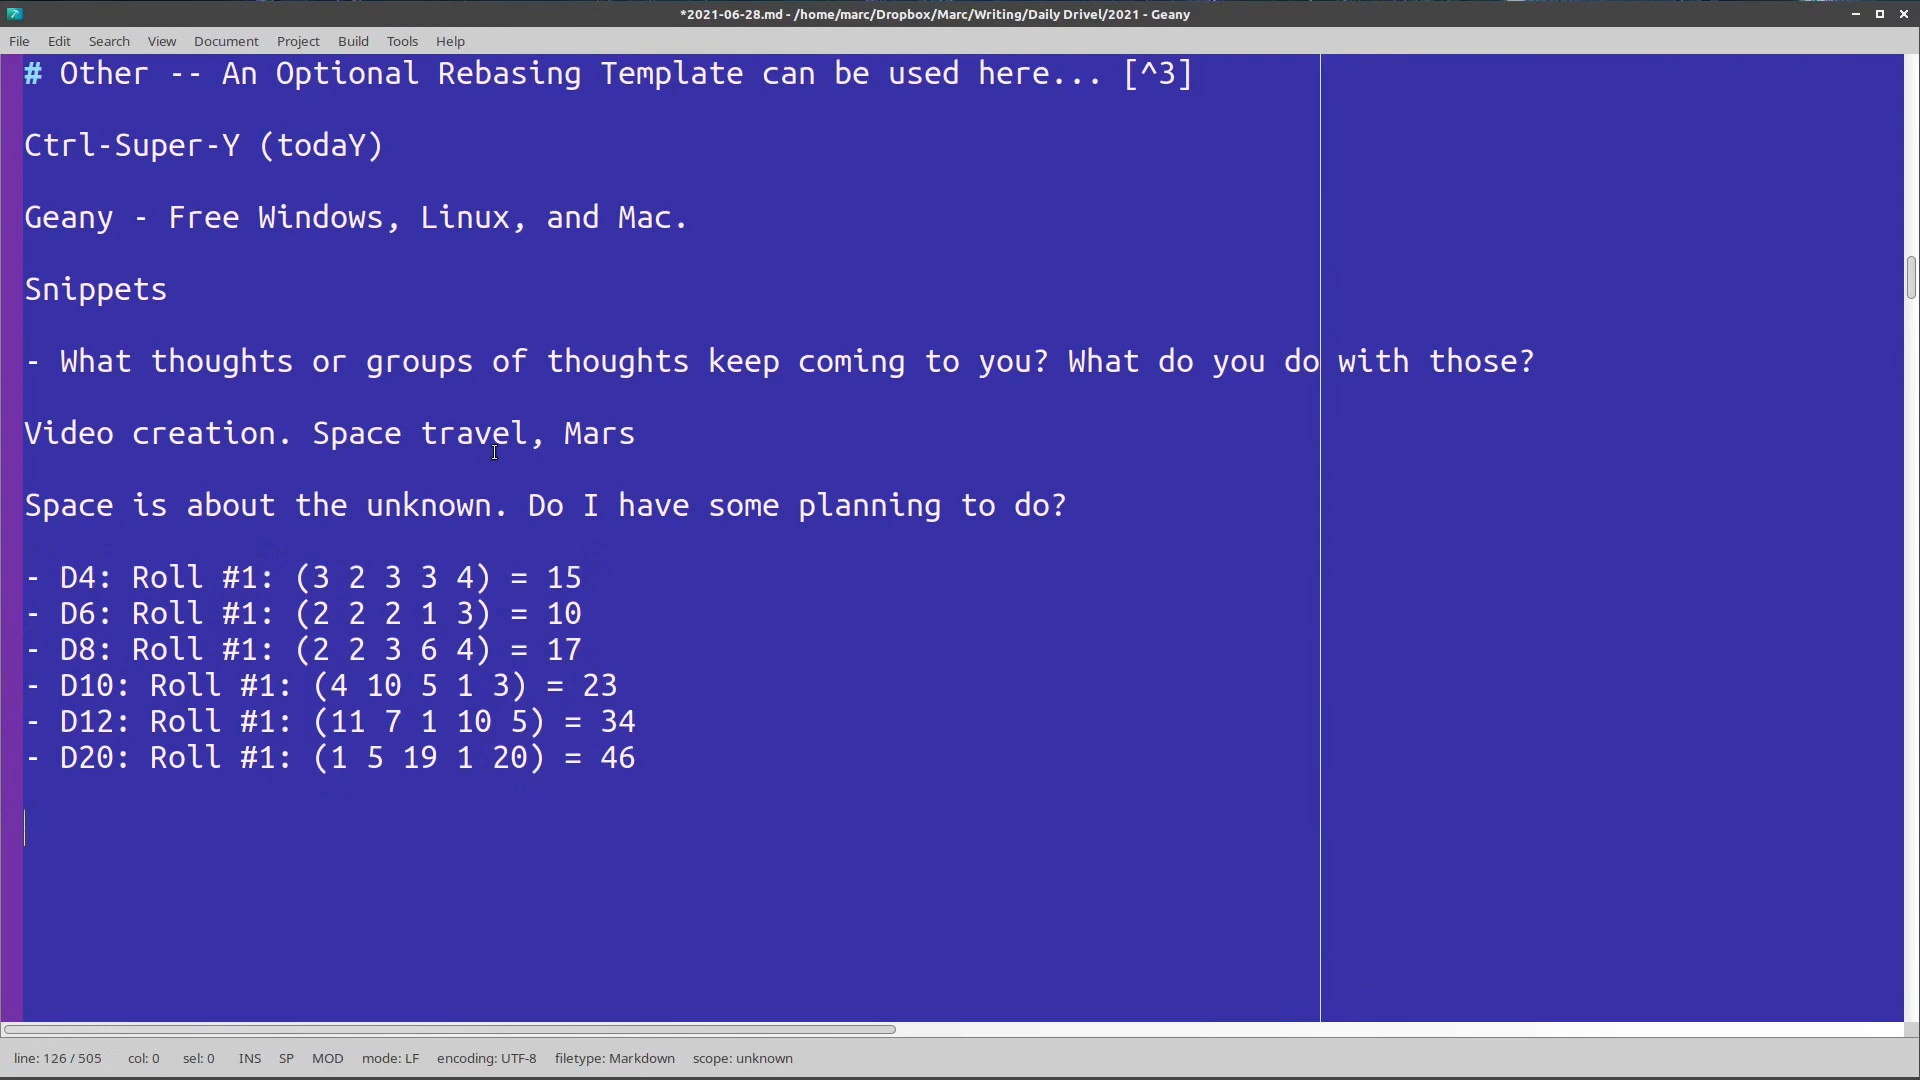 *2021-06-28.md - /home/marc/Dropbox/Marc/Writing/Daily Drivel/2021 - Geany
File Edit Search View Document Project Build Tools Help
# Other -- An Optional Rebasing Template can be used here... [^3]
Ctrl-Super-Y (todaY)
Geany - Free Windows, Linux, and Mac.
Snippets
- What thoughts or groups of thoughts keep coming to you? What do you do with those?
Video creation. Space travel, Mars
Space is about the unknown. Do I have some planning to do?
- D4: Roll #1: (3 2 3 3 4) = 15
- D6: Roll #1: (2 2 2 1 3) = 10
- D8: Roll #1: (2 2 3 6 4) = 17
- D10: Roll #1: (4 10 5 1 3) = 23
- D12: Roll #1: (11 7 1 10 5) = 34
- D20: Roll #1: (1 5 19 1 20) = 46
line: 126 / 505 col: 0 sel: 0 INS SP MOD mode: LF encoding: UTF-8 filetype: Markdown scope: unknown